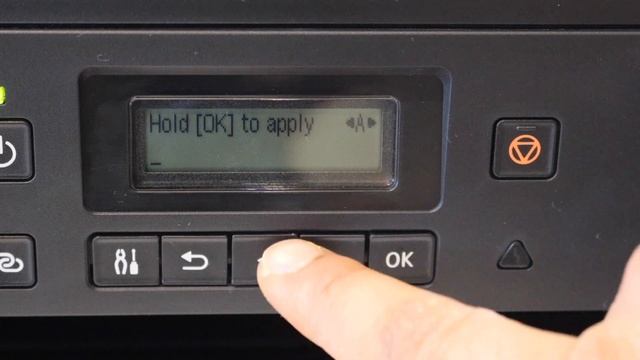 Hold [OK] to apply ◄A►
_
OK